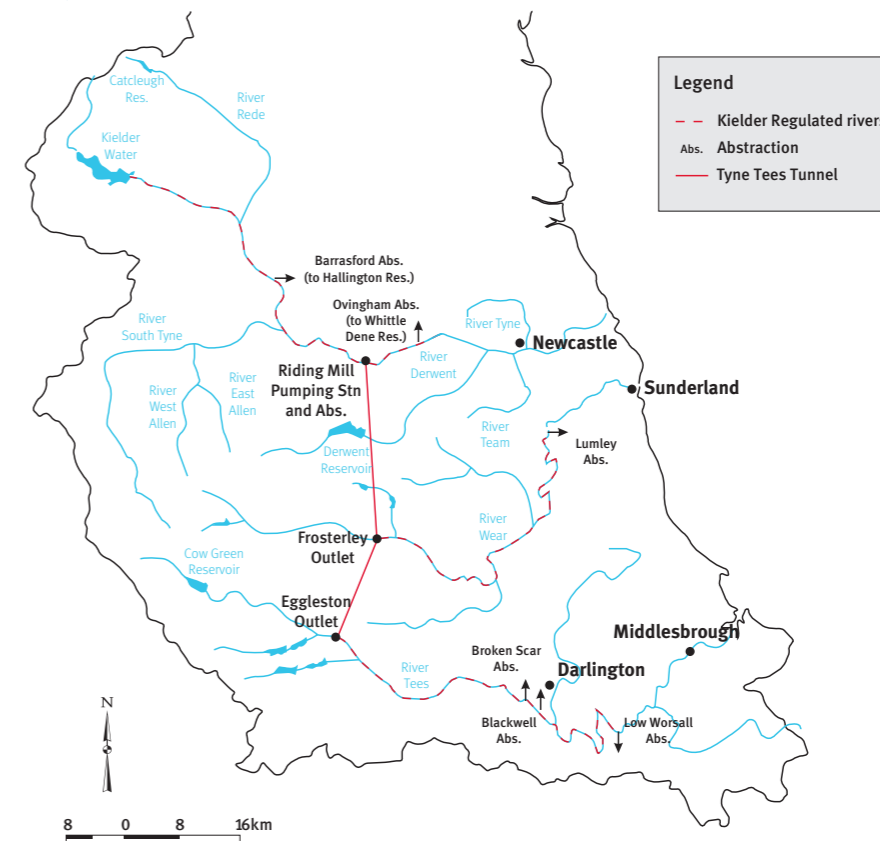 Catcleugh
Res.
River
Rede
Kielder
Water
Legend
Kielder Regulated rivers
Abs. Abstraction
Tyne Tees Tunnel
Barrasford Abs.
(to Hallington Res.)
Ovingham Abs.
(to Whittle
Dene Res.)
River
South Tyne
River Tyne
Newcastle
River
Derwent
Riding Mill
Pumping Stn
and Abs.
River
West
Allen
River
East
Allen
Sunderland
River
Team
Lumley
Abs.
Derwent
Reservoir
River
Wear
Frosterley
Outlet
Cow Green
Reservoir
Eggleston
Outlet
Middlesbrough
Broken Scar
Abs.
Darlington
River
Tees
Blackwell
Abs.
Low Worsall
Abs.
N
8 0 8 16km